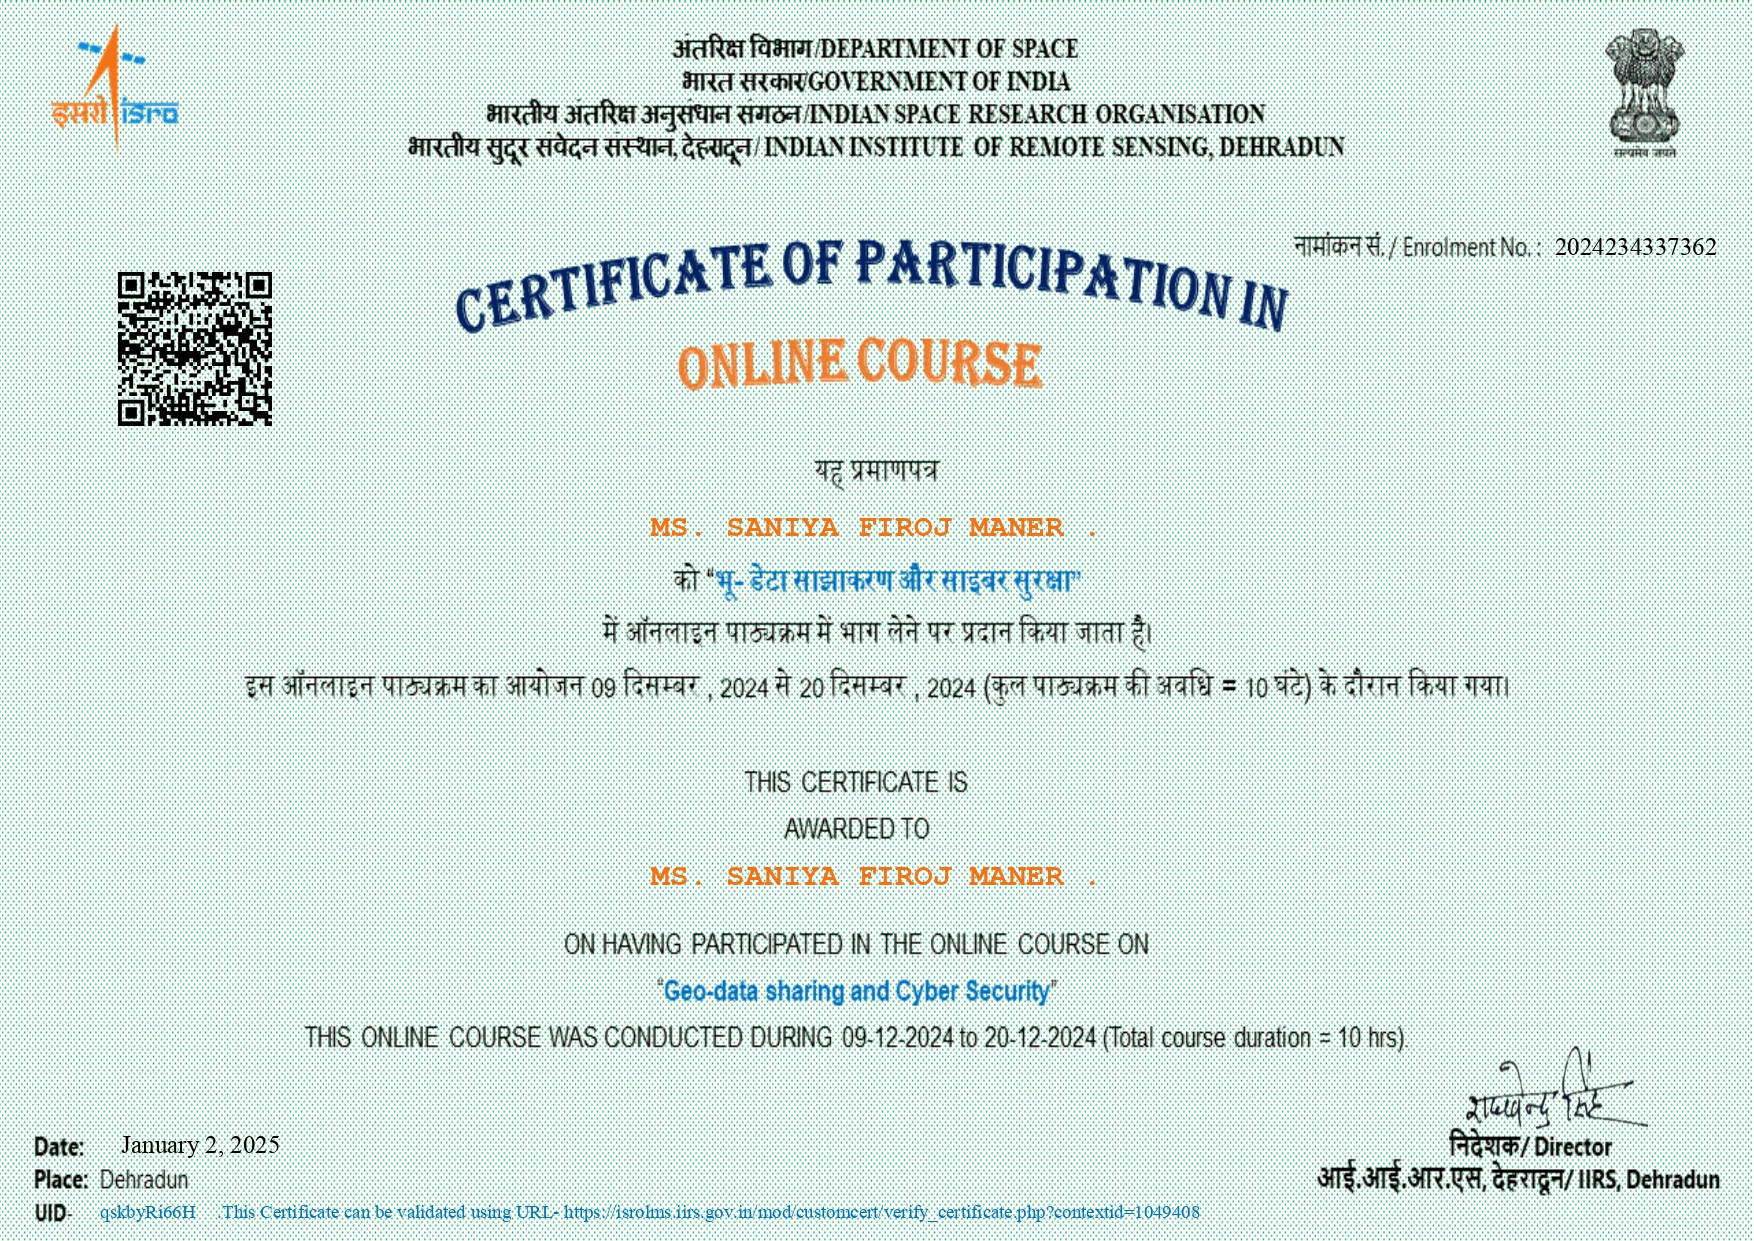 इसरो isro
अंतरिक्ष विभाग/DEPARTMENT OF SPACE
भारत सरकार/GOVERNMENT OF INDIA
भारतीय अंतरिक्ष अनुसंधान संगठन/INDIAN SPACE RESEARCH ORGANISATION
भारतीय सुदूर संवेदन संस्थान, देहरादून/ INDIAN INSTITUTE OF REMOTE SENSING, DEHRADUN
सत्यमेव जयते
नामांकन सं./ Enrolment No. : 2024234337362
CERTIFICATE OF PARTICIPATION IN
ONLINE COURSE
यह प्रमाणपत्र
MS. SANIYA FIROJ MANER .
को “भू- डेटा साझाकरण और साइबर सुरक्षा”
में ऑनलाइन पाठ्यक्रम में भाग लेने पर प्रदान किया जाता है।
इस ऑनलाइन पाठ्यक्रम का आयोजन 09 दिसम्बर , 2024 से 20 दिसम्बर , 2024 (कुल पाठ्यक्रम की अवधि = 10 घंटे) के दौरान किया गया।
THIS CERTIFICATE IS
AWARDED TO
MS. SANIYA FIROJ MANER .
ON HAVING PARTICIPATED IN THE ONLINE COURSE ON
“Geo-data sharing and Cyber Security”
THIS ONLINE COURSE WAS CONDUCTED DURING 09-12-2024 to 20-12-2024 (Total course duration = 10 hrs).
Date: January 2, 2025
निदेशक/ Director
Place: Dehradun
आई.आई.आर.एस, देहरादून/ IIRS, Dehradun
UID- qskbyRi66H .This Certificate can be validated using URL- https://isrolms.iirs.gov.in/mod/customcert/verify_certificate.php?contextid=1049408